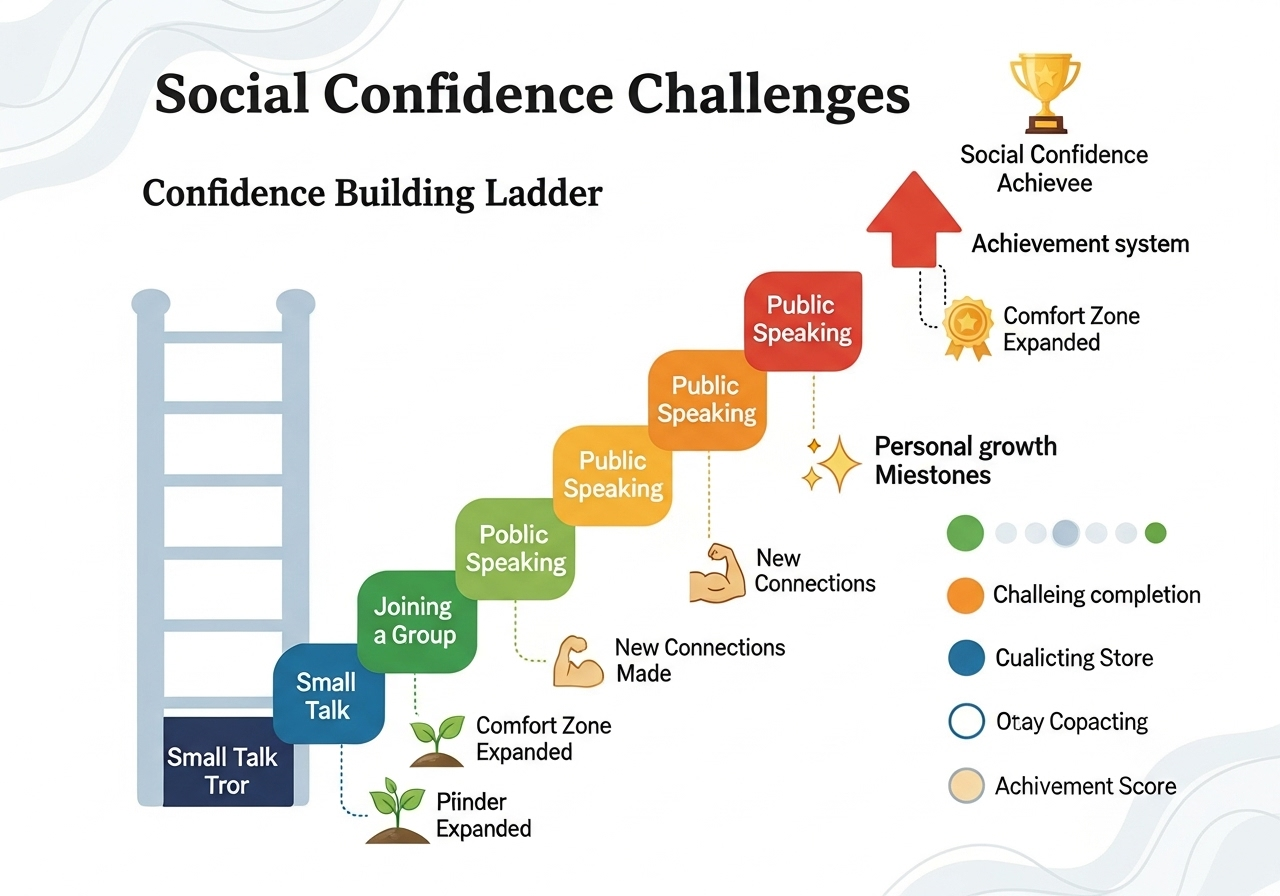 Social Confidence Challenges
Social Confidence
Achievee
Confidence Building Ladder
Achievement system
Public
Speaking
Comfort Zone
Expanded
Public
Speaking
Personal growth
Miestones
Public
Speaking
Poblic
Speaking
New
Connections
Challeing completion
Joining
a Group
New Connections
Made
Cualicting Store
Small
Talk
Comfort Zone
Expanded
Otay Copacting
Small Talk
Tror
Achivement Score
Piinder
Expanded